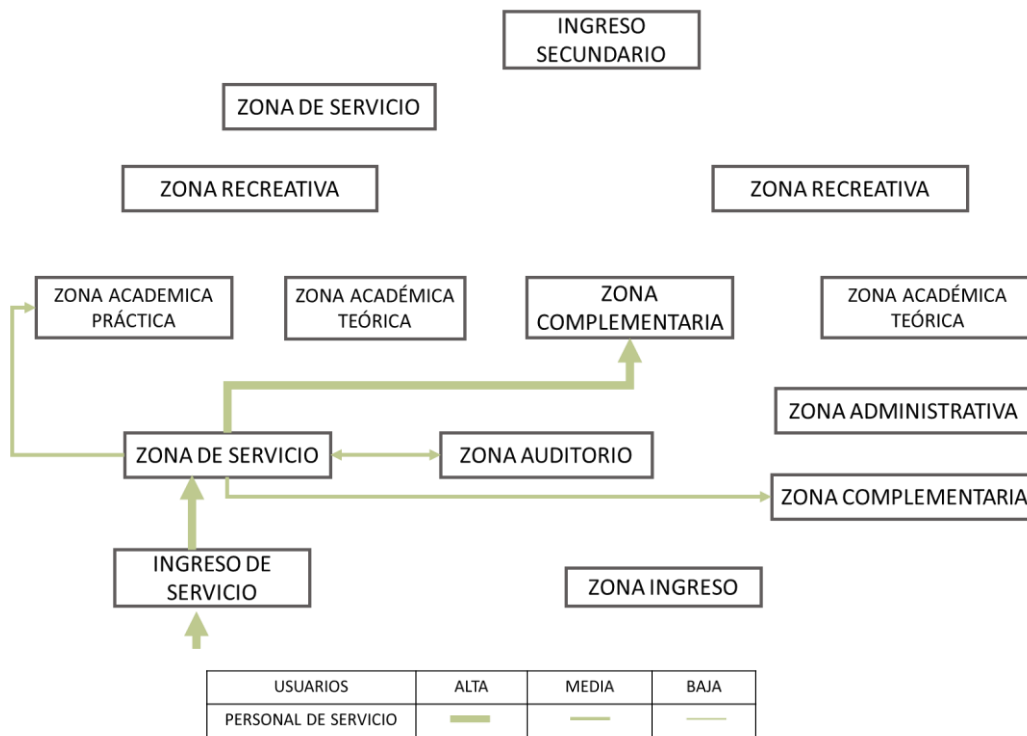 INGRESO
SECUNDARIO
ZONA DE SERVICIO
ZONA RECREATIVA
ZONA RECREATIVA
ZONA ACADEMICA
PRÁCTICA
ZONA ACADÉMICA
TEÓRICA
ZONA
COMPLEMENTARIA
ZONA ACADÉMICA
TEÓRICA
ZONA ADMINISTRATIVA
ZONA DE SERVICIO
ZONA AUDITORIO
ZONA COMPLEMENTARIA
INGRESO DE
SERVICIO
ZONA INGRESO
USUARIOS ALTA MEDIA BAJA
PERSONAL DE SERVICIO